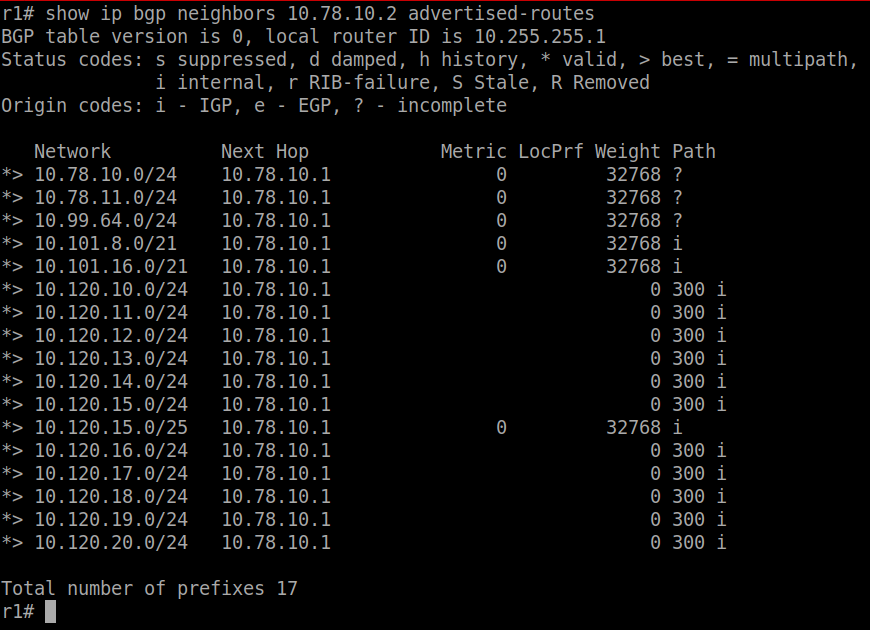 r1# show ip bgp neighbors 10.78.10.2 advertised-routes
BGP table version is 0, local router ID is 10.255.255.1
Status codes: s suppressed, d damped, h history, * valid, > best, = multipath,
              i internal, r RIB-failure, S Stale, R Removed
Origin codes: i - IGP, e - EGP, ? - incomplete

   Network          Next Hop            Metric LocPrf Weight Path
*> 10.78.10.0/24    10.78.10.1               0         32768 ?
*> 10.78.11.0/24    10.78.10.1               0         32768 ?
*> 10.99.64.0/24    10.78.10.1               0         32768 ?
*> 10.101.8.0/21    10.78.10.1               0         32768 i
*> 10.101.16.0/21   10.78.10.1               0         32768 i
*> 10.120.10.0/24   10.78.10.1                             0 300 i
*> 10.120.11.0/24   10.78.10.1                             0 300 i
*> 10.120.12.0/24   10.78.10.1                             0 300 i
*> 10.120.13.0/24   10.78.10.1                             0 300 i
*> 10.120.14.0/24   10.78.10.1                             0 300 i
*> 10.120.15.0/24   10.78.10.1                             0 300 i
*> 10.120.15.0/25   10.78.10.1               0         32768 i
*> 10.120.16.0/24   10.78.10.1                             0 300 i
*> 10.120.17.0/24   10.78.10.1                             0 300 i
*> 10.120.18.0/24   10.78.10.1                             0 300 i
*> 10.120.19.0/24   10.78.10.1                             0 300 i
*> 10.120.20.0/24   10.78.10.1                             0 300 i

Total number of prefixes 17
r1#